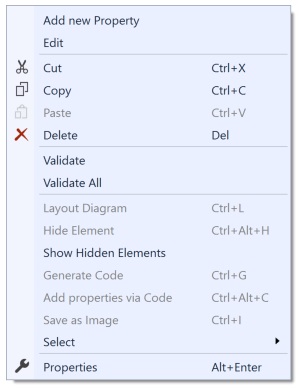 Add new Property
Edit
Cut Ctrl+X
Copy Ctrl+C
Paste Ctrl+V
Delete Del
Validate
Validate All
Layout Diagram Ctrl+L
Hide Element Ctrl+Alt+H
Show Hidden Elements
Generate Code Ctrl+G
Add properties via Code Ctrl+Alt+C
Save as Image Ctrl+I
Select
Properties Alt+Enter